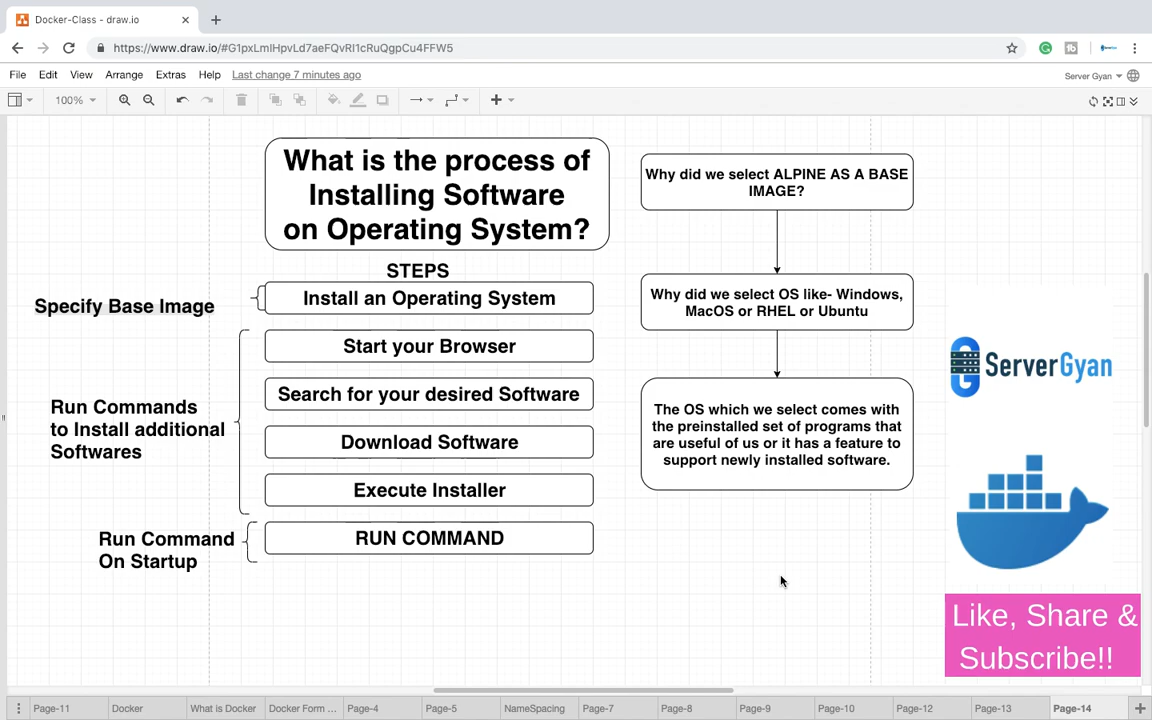 Docker-Class - draw.io
https://www.draw.io/#G1pxLmIHpvLd7aeFQvRI1cRuQgpCu4FFW5
File Edit View Arrange Extras Help Last change 7 minutes ago
Server Gyan
100%
What is the process of
Installing Software
on Operating System?
STEPS
Specify Base Image
Install an Operating System
Start your Browser
Search for your desired Software
Run Commands
to Install additional
Softwares
Download Software
Execute Installer
Run Command
On Startup
RUN COMMAND
Why did we select ALPINE AS A BASE
IMAGE?
Why did we select OS like- Windows,
MacOS or RHEL or Ubuntu
The OS which we select comes with
the preinstalled set of programs that
are useful of us or it has a feature to
support newly installed software.
ServerGyan
Like, Share &
Subscribe!!
Page-11 Docker What is Docker Docker Form ... Page-4 Page-5 NameSpacing Page-7 Page-8 Page-9 Page-10 Page-12 Page-13 Page-14